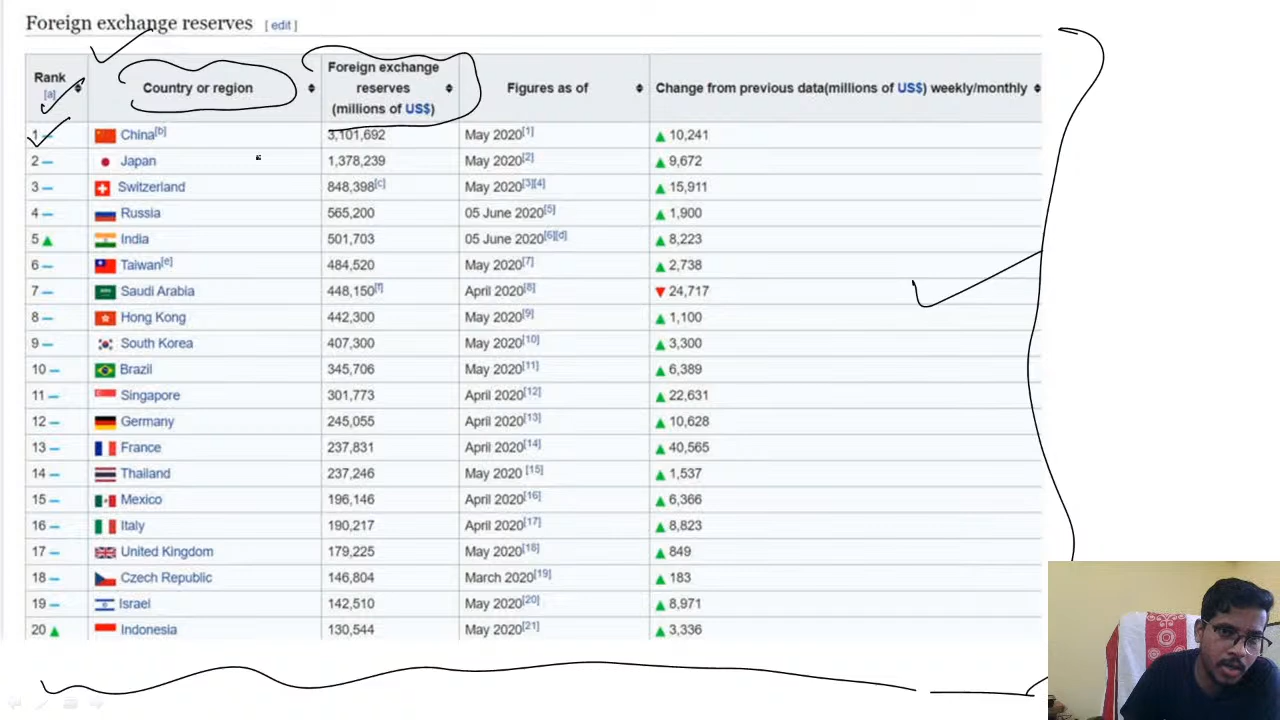 Foreign exchange reserves [ edit ]
Rank [a] Country or region Foreign exchange reserves (millions of US$) Figures as of Change from previous data(millions of US$) weekly/monthly
1 China[b] 3,101,692 May 2020[1] 10,241
2 Japan 1,378,239 May 2020[2] 9,672
3 Switzerland 848,398[c] May 2020[3][4] 15,911
4 Russia 565,200 05 June 2020[5] 1,900
5 India 501,703 05 June 2020[6][d] 8,223
6 Taiwan[e] 484,520 May 2020[7] 2,738
7 Saudi Arabia 448,150[f] April 2020[8] 24,717
8 Hong Kong 442,300 May 2020[9] 1,100
9 South Korea 407,300 May 2020[10] 3,300
10 Brazil 345,706 May 2020[11] 6,389
11 Singapore 301,773 April 2020[12] 22,631
12 Germany 245,055 April 2020[13] 10,628
13 France 237,831 April 2020[14] 40,565
14 Thailand 237,246 May 2020 [15] 1,537
15 Mexico 196,146 April 2020[16] 6,366
16 Italy 190,217 April 2020[17] 8,823
17 United Kingdom 179,225 May 2020[18] 849
18 Czech Republic 146,804 March 2020[19] 183
19 Israel 142,510 May 2020[20] 8,971
20 Indonesia 130,544 May 2020[21] 3,336